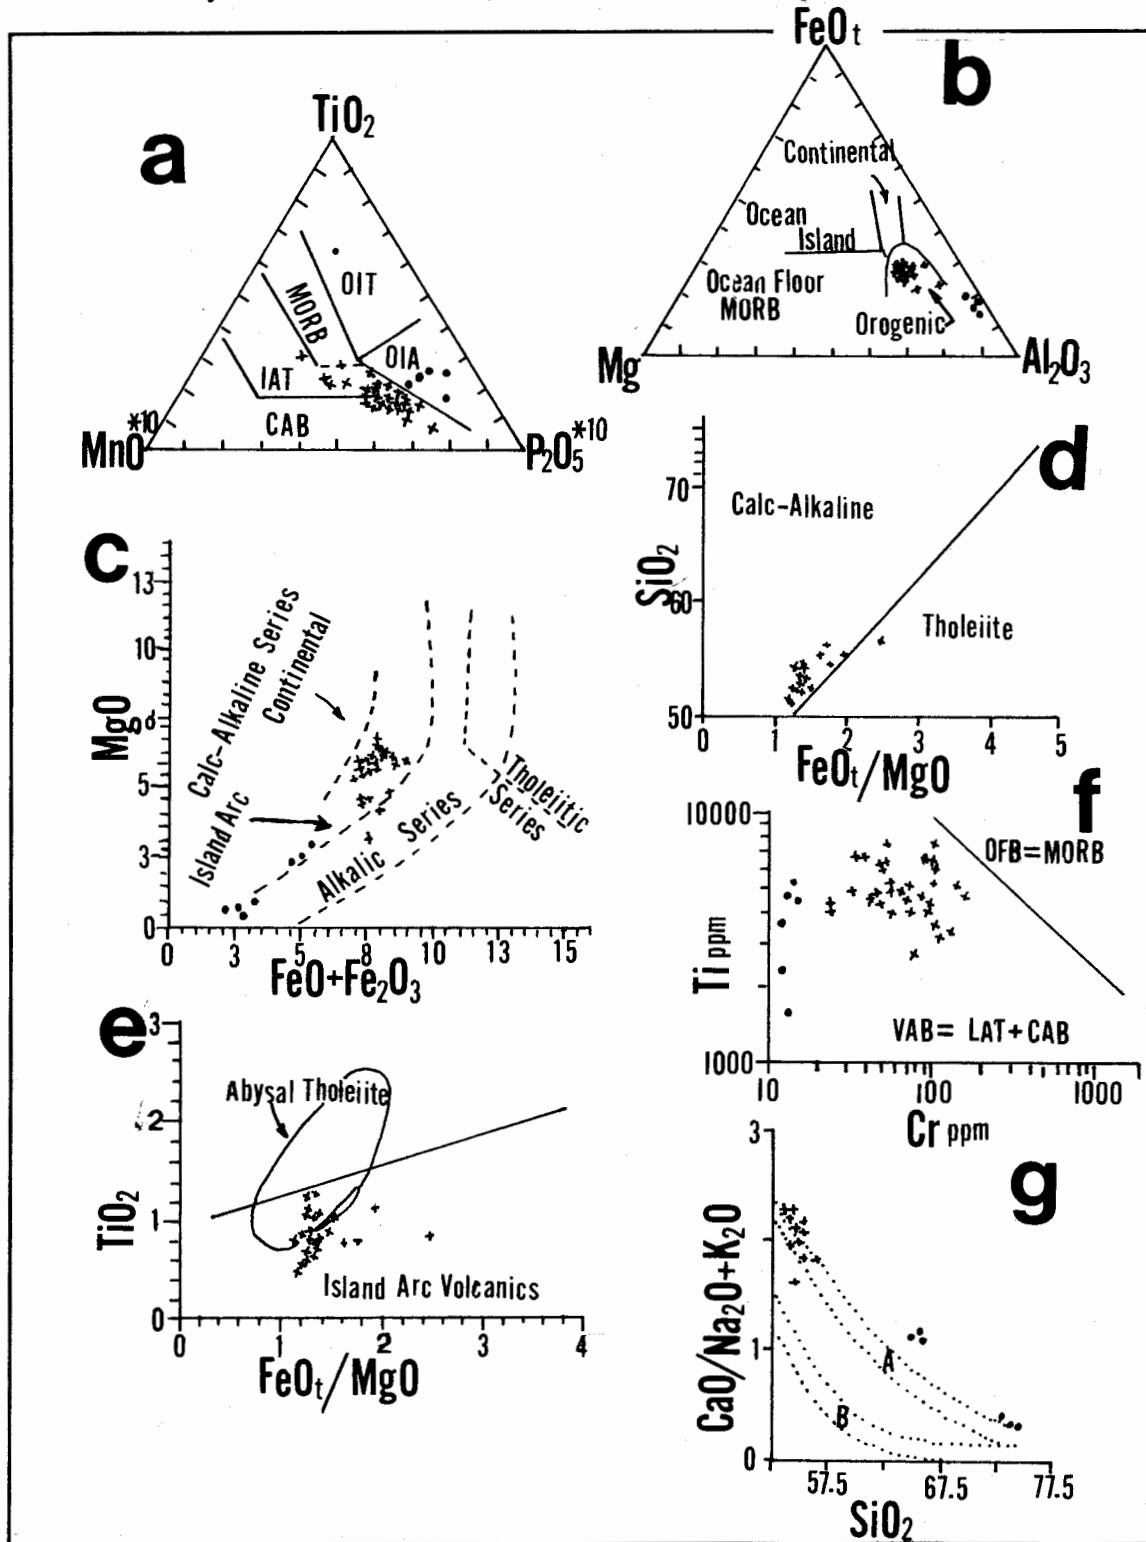 a
TiO₂
OIT
MORB
OIA
IAT
CAB
MnO*10
P₂O₅*10
b
FeOt
Continental
Ocean
Island
Ocean Floor
MORB
Orogenic
Mg
Al₂O₃
c
MgO
13
10
5
3
0
Calc-Alkaline Series
Continental
Island Arc
Alkalic Series
Tholeiitic
Series
0 3 5 8 10 13 15
FeO+Fe₂O₃
d
SiO₂
70
60
50
Calc-Alkaline
Tholeiite
0 1 2 3 4 5
FeOt/MgO
e
TiO₂
3
2
1
0
Abysal Tholeiite
Island Arc Volcanics
0 1 2 3 4
FeOt/MgO
f
Ti ppm
10000
1000
OFB=MORB
VAB= LAT+CAB
10 100 1000
Cr ppm
g
CaO/Na₂O+K₂O
3
1
0
A
B
57.5 67.5 77.5
SiO₂